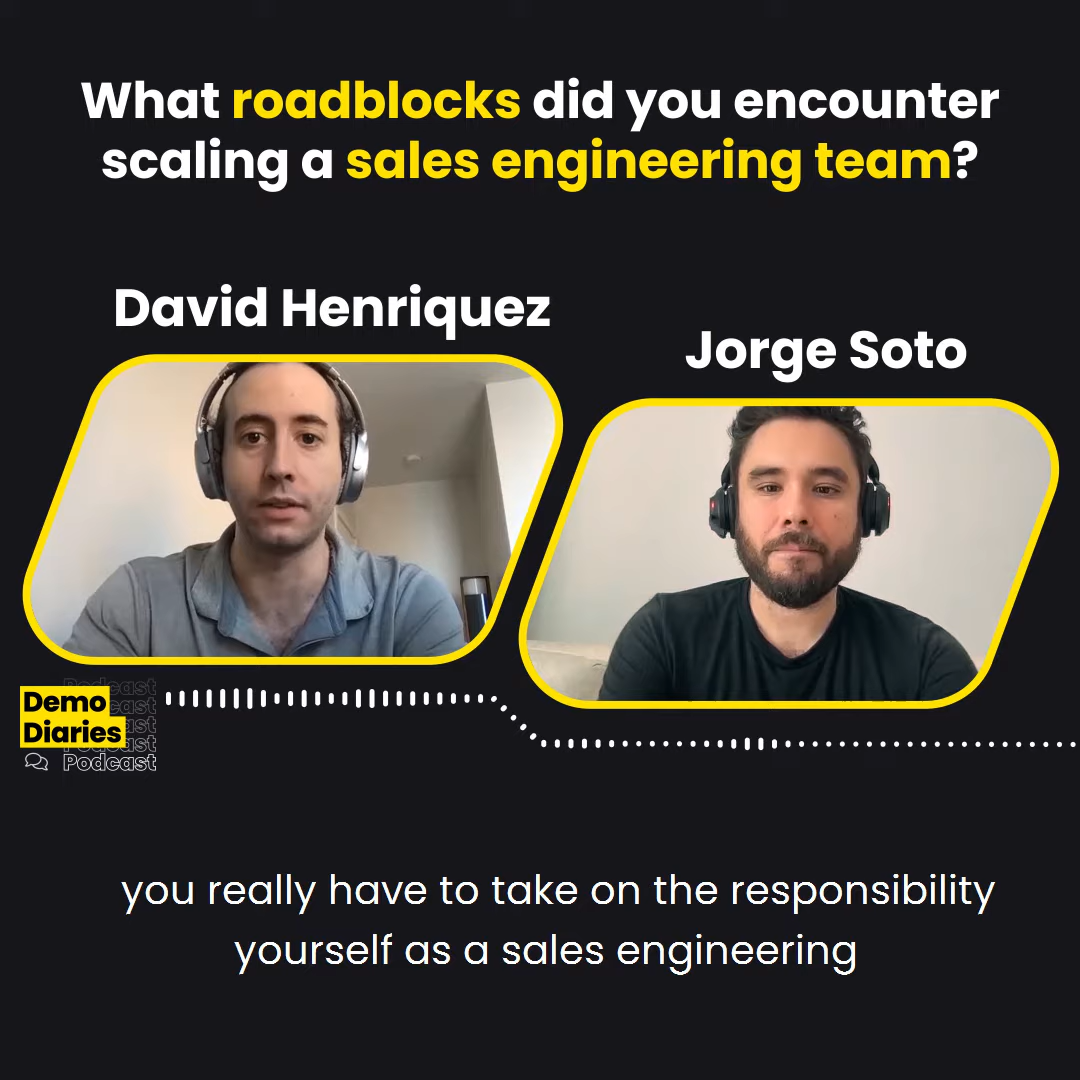 What roadblocks did you encounter
scaling a sales engineering team?
David Henriquez
Jorge Soto
Demo
Diaries
Podcast
you really have to take on the responsibility
yourself as a sales engineering